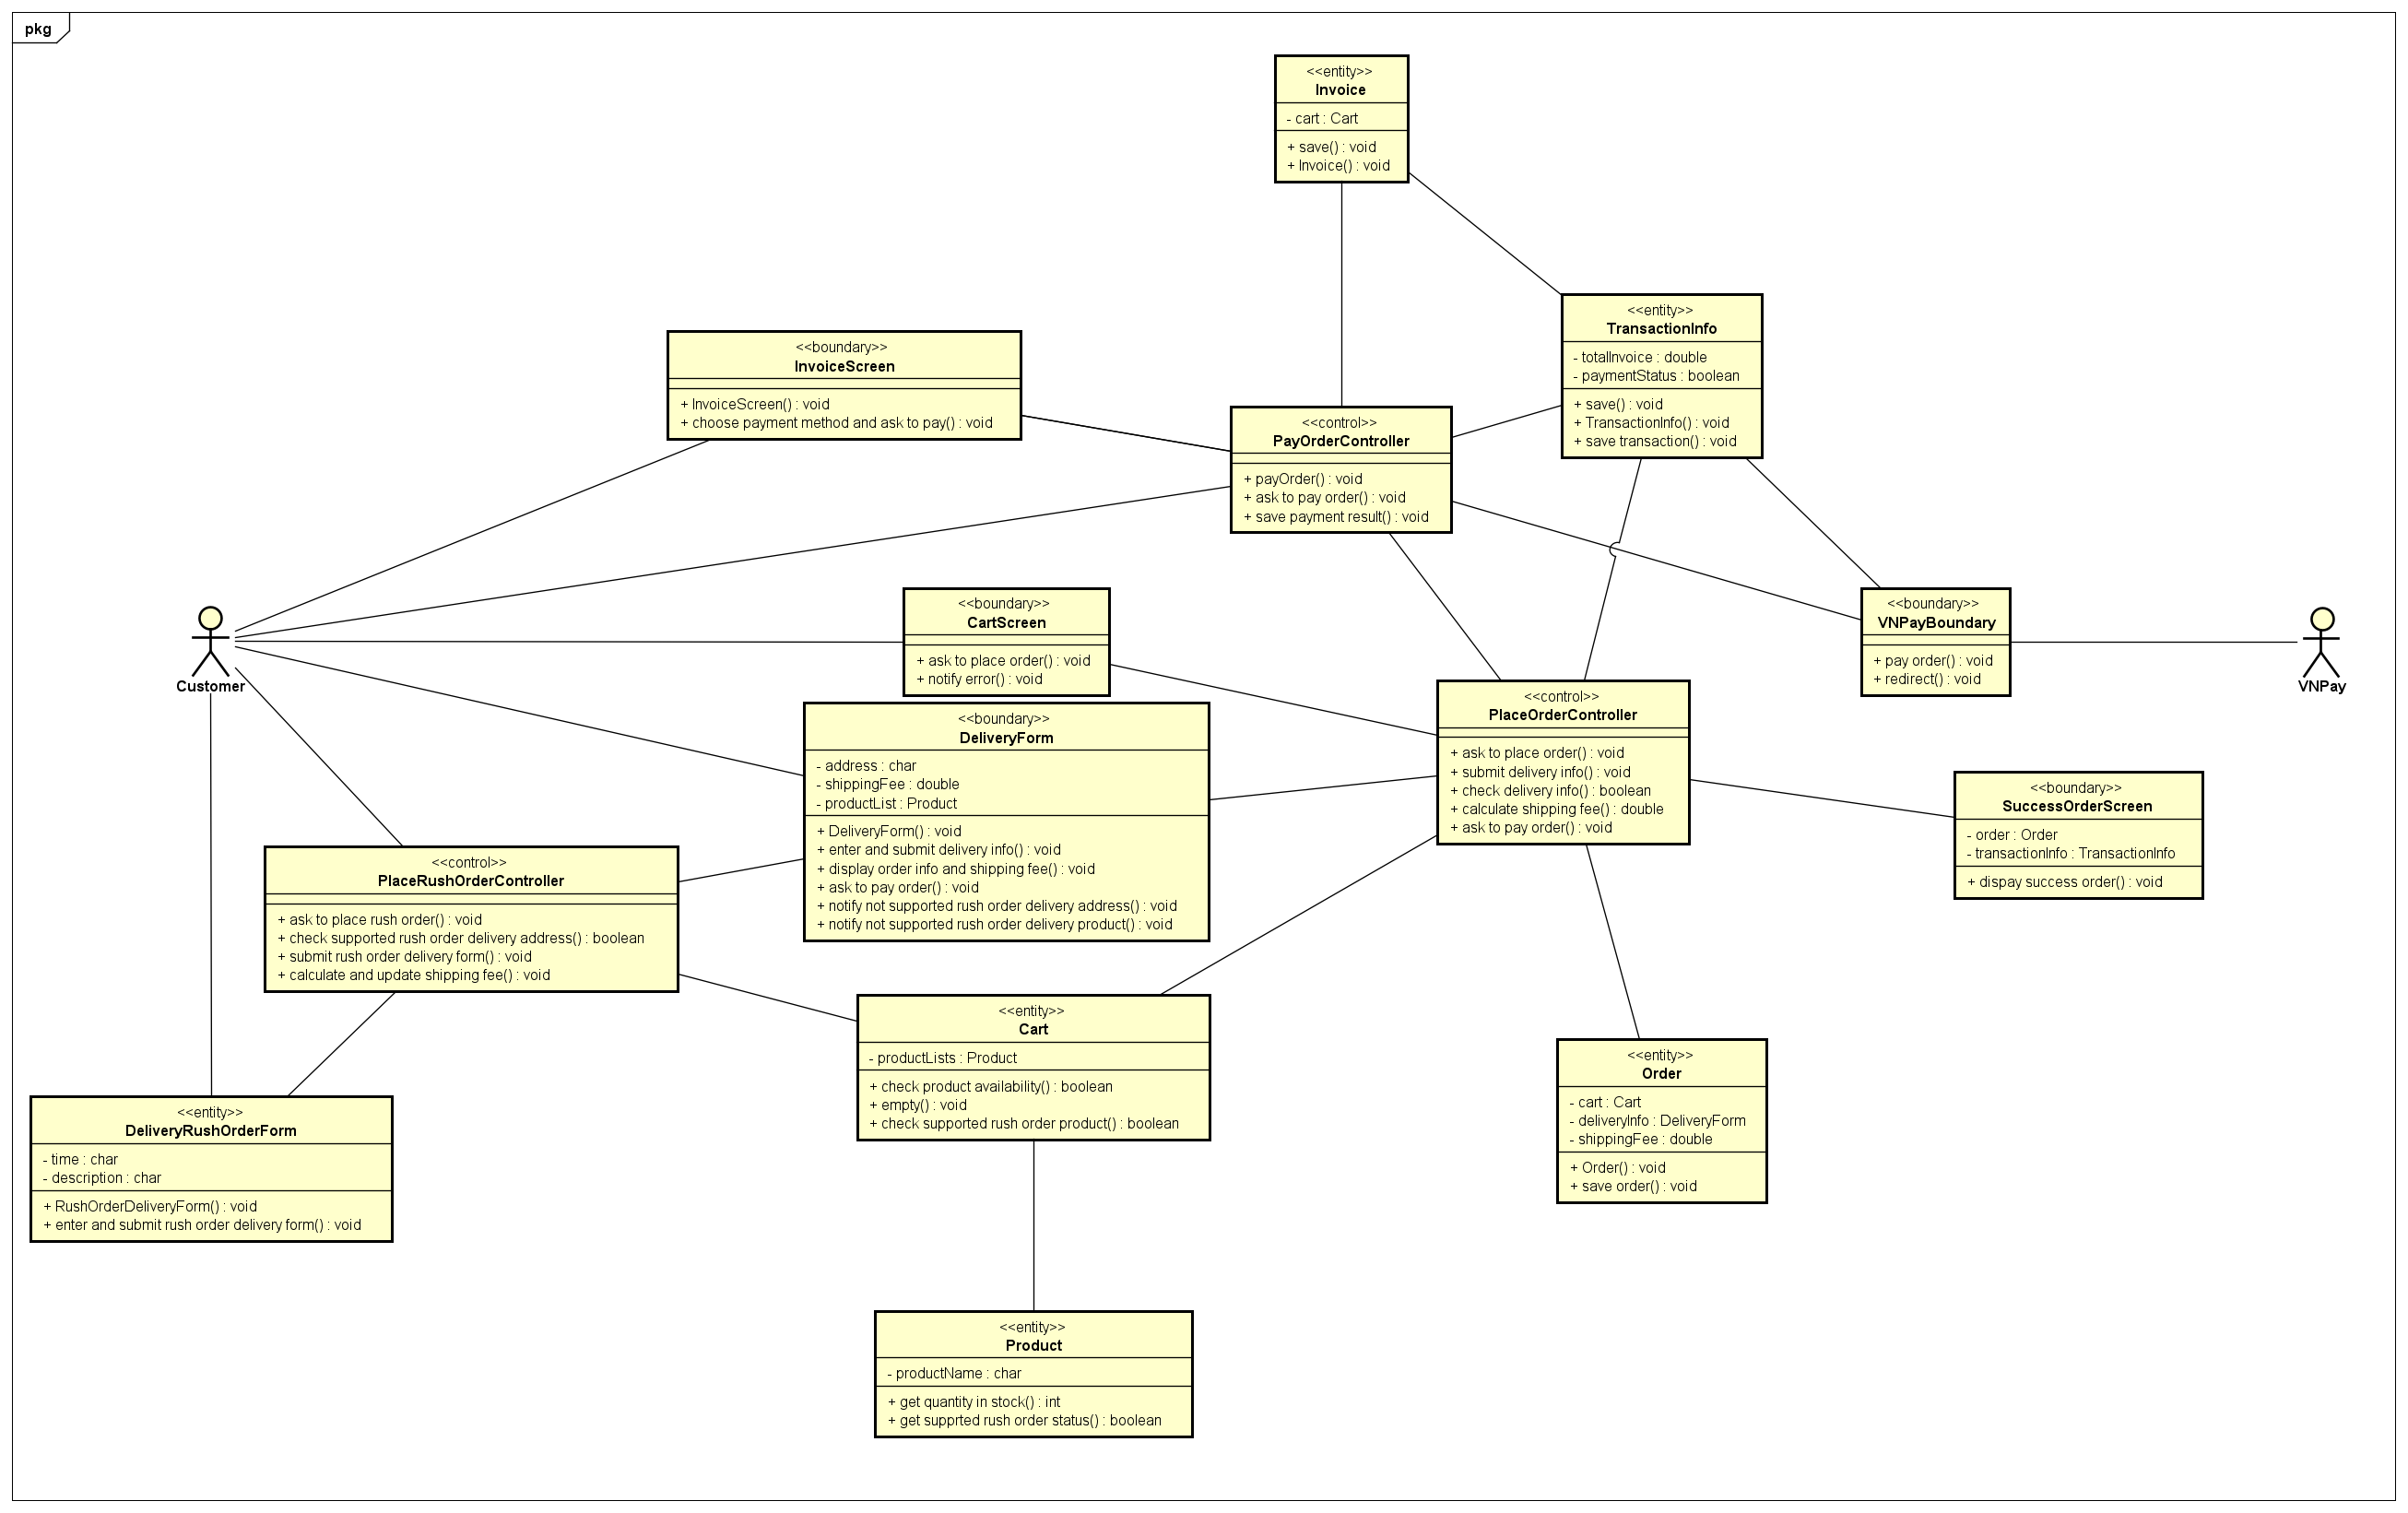 pkg
<<entity>>
Invoice
- cart : Cart
+ save() : void
+ Invoice() : void
<<entity>>
TransactionInfo
- totalInvoice : double
- paymentStatus : boolean
+ save() : void
+ TransactionInfo() : void
+ save transaction() : void
<<boundary>>
InvoiceScreen
+ InvoiceScreen() : void
+ choose payment method and ask to pay() : void
<<control>>
PayOrderController
+ payOrder() : void
+ ask to pay order() : void
+ save payment result() : void
<<boundary>>
CartScreen
+ ask to place order() : void
+ notify error() : void
<<boundary>>
VNPayBoundary
+ pay order() : void
+ redirect() : void
Customer
VNPay
<<control>>
PlaceOrderController
+ ask to place order() : void
+ submit delivery info() : void
+ check delivery info() : boolean
+ calculate shipping fee() : double
+ ask to pay order() : void
<<boundary>>
DeliveryForm
- address : char
- shippingFee : double
- productList : Product
+ DeliveryForm() : void
+ enter and submit delivery info() : void
+ display order info and shipping fee() : void
+ ask to pay order() : void
+ notify not supported rush order delivery address() : void
+ notify not supported rush order delivery product() : void
<<boundary>>
SuccessOrderScreen
- order : Order
- transactionInfo : TransactionInfo
+ dispay success order() : void
<<control>>
PlaceRushOrderController
+ ask to place rush order() : void
+ check supported rush order delivery address() : boolean
+ submit rush order delivery form() : void
+ calculate and update shipping fee() : void
<<entity>>
Cart
- productLists : Product
+ check product availability() : boolean
+ empty() : void
+ check supported rush order product() : boolean
<<entity>>
Order
- cart : Cart
- deliveryInfo : DeliveryForm
- shippingFee : double
+ Order() : void
+ save order() : void
<<entity>>
DeliveryRushOrderForm
- time : char
- description : char
+ RushOrderDeliveryForm() : void
+ enter and submit rush order delivery form() : void
<<entity>>
Product
- productName : char
+ get quantity in stock() : int
+ get supprted rush order status() : boolean